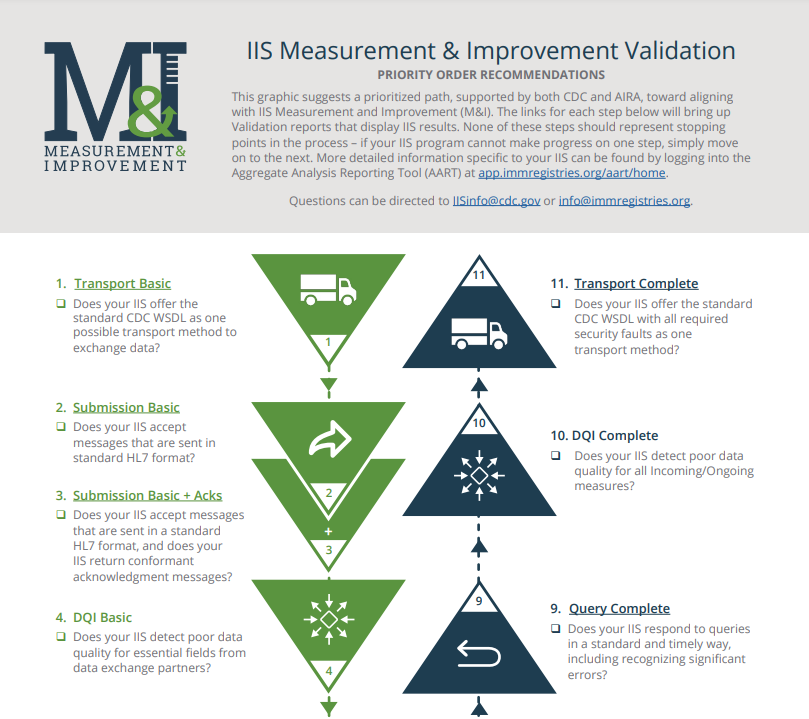 M&I
MEASUREMENT&
IMPROVEMENT
IIS Measurement & Improvement Validation
PRIORITY ORDER RECOMMENDATIONS
This graphic suggests a prioritized path, supported by both CDC and AIRA, toward aligning
with IIS Measurement and Improvement (M&I). The links for each step below will bring up
Validation reports that display IIS results. None of these steps should represent stopping
points in the process – if your IIS program cannot make progress on one step, simply move
on to the next. More detailed information specific to your IIS can be found by logging into the
Aggregate Analysis Reporting Tool (AART) at app.immregistries.org/aart/home.
Questions can be directed to IISinfo@cdc.gov or info@immregistries.org.
1. Transport Basic
❑ Does your IIS offer the
standard CDC WSDL as one
possible transport method to
exchange data?
1
2. Submission Basic
❑ Does your IIS accept
messages that are sent in
standard HL7 format?
2
3. Submission Basic + Acks
❑ Does your IIS accept messages
that are sent in a standard
HL7 format, and does your
IIS return conformant
acknowledgment messages?
+
3
4. DQI Basic
❑ Does your IIS detect poor data
quality for essential fields from
data exchange partners?
4
11
11. Transport Complete
❑ Does your IIS offer the standard
CDC WSDL with all required
security faults as one
transport method?
10
10. DQI Complete
❑ Does your IIS detect poor data
quality for all Incoming/Ongoing
measures?
9
9. Query Complete
❑ Does your IIS respond to queries
in a standard and timely way,
including recognizing significant
errors?